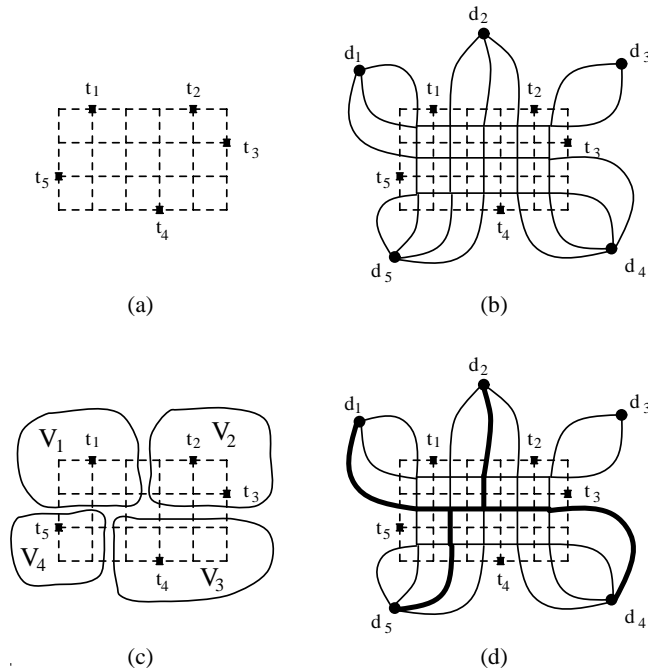 t1 t2
t3
t5
t4
(a)
d2
d1 d3
t1 t2
t3
t5
t4
d5 d4
(b)
V1 t1 t2 V2
t3
t5
V4 t4 V3
(c)
d2
d1 d3
t1 t2
t3
t5
t4
d5 d4
(d)